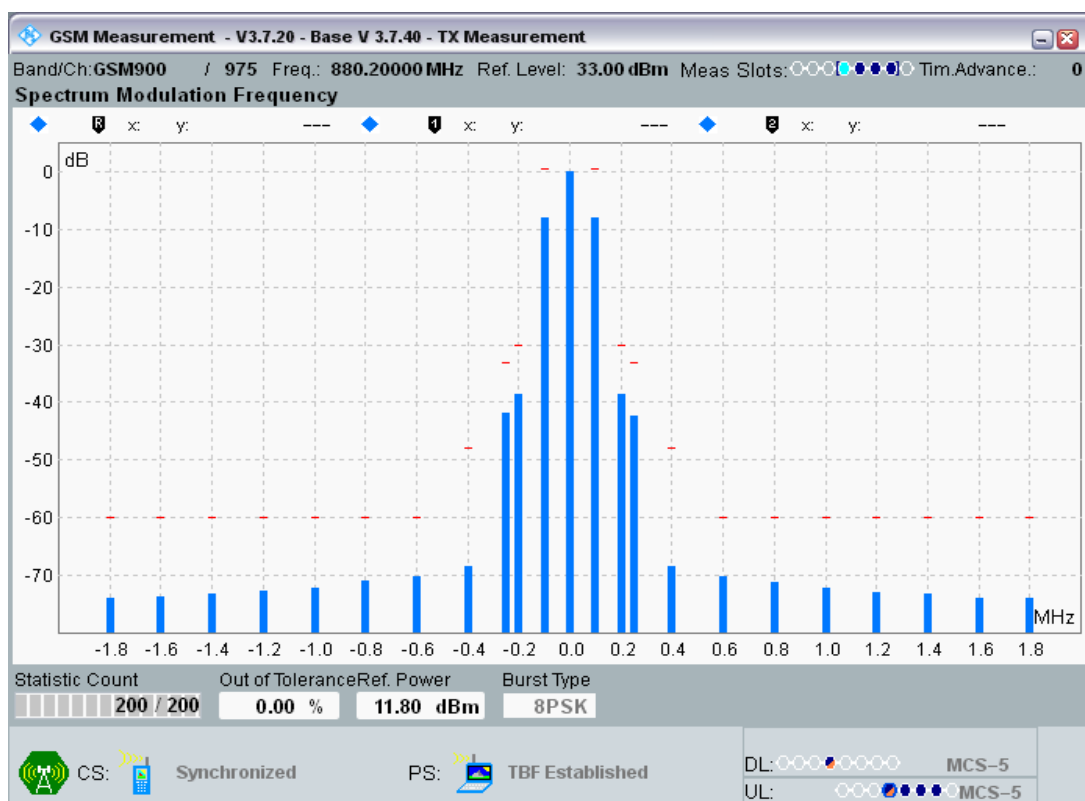 GSM Measurement - V3.7.20 - Base V 3.7.40 - TX Measurement
Band/Ch:GSM900 / 975 Freq.: 880.20000 MHz Ref. Level: 33.00 dBm Meas Slots: Tim.Advance.: 0
Spectrum Modulation Frequency
R x: y: --- 1 x: y: --- 2 x: y: ---
dB
0
-10
-20
-30
-40
-50
-60
-70
MHz
-1.8 -1.6 -1.4 -1.2 -1.0 -0.8 -0.6 -0.4 -0.2 0.0 0.2 0.4 0.6 0.8 1.0 1.2 1.4 1.6 1.8
Statistic Count Out of Tolerance Ref. Power Burst Type
200 / 200 0.00 % 11.80 dBm 8PSK
CS: Synchronized PS: TBF Established DL: MCS-5
UL: MCS-5